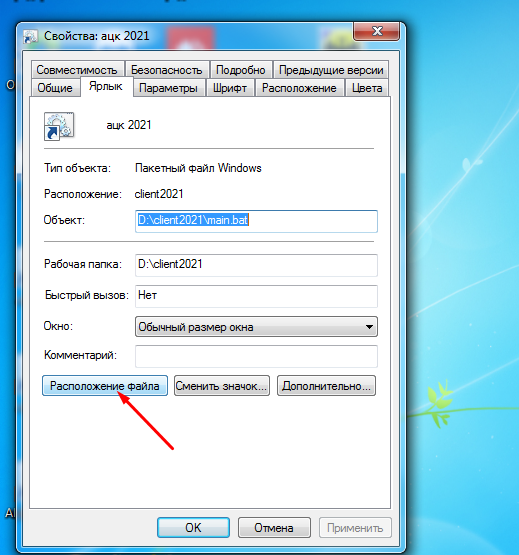 Свойства: ацк 2021
Совместимость Безопасность Подробно Предыдущие версии
Общие Ярлык Параметры Шрифт Расположение Цвета
ацк 2021
Тип объекта: Пакетный файл Windows
Расположение: client2021
Объект: D:\client2021\main.bat
Рабочая папка: D:\client2021
Быстрый вызов: Нет
Окно: Обычный размер окна
Комментарий:
Расположение файла Сменить значок... Дополнительно...
OK Отмена Применить